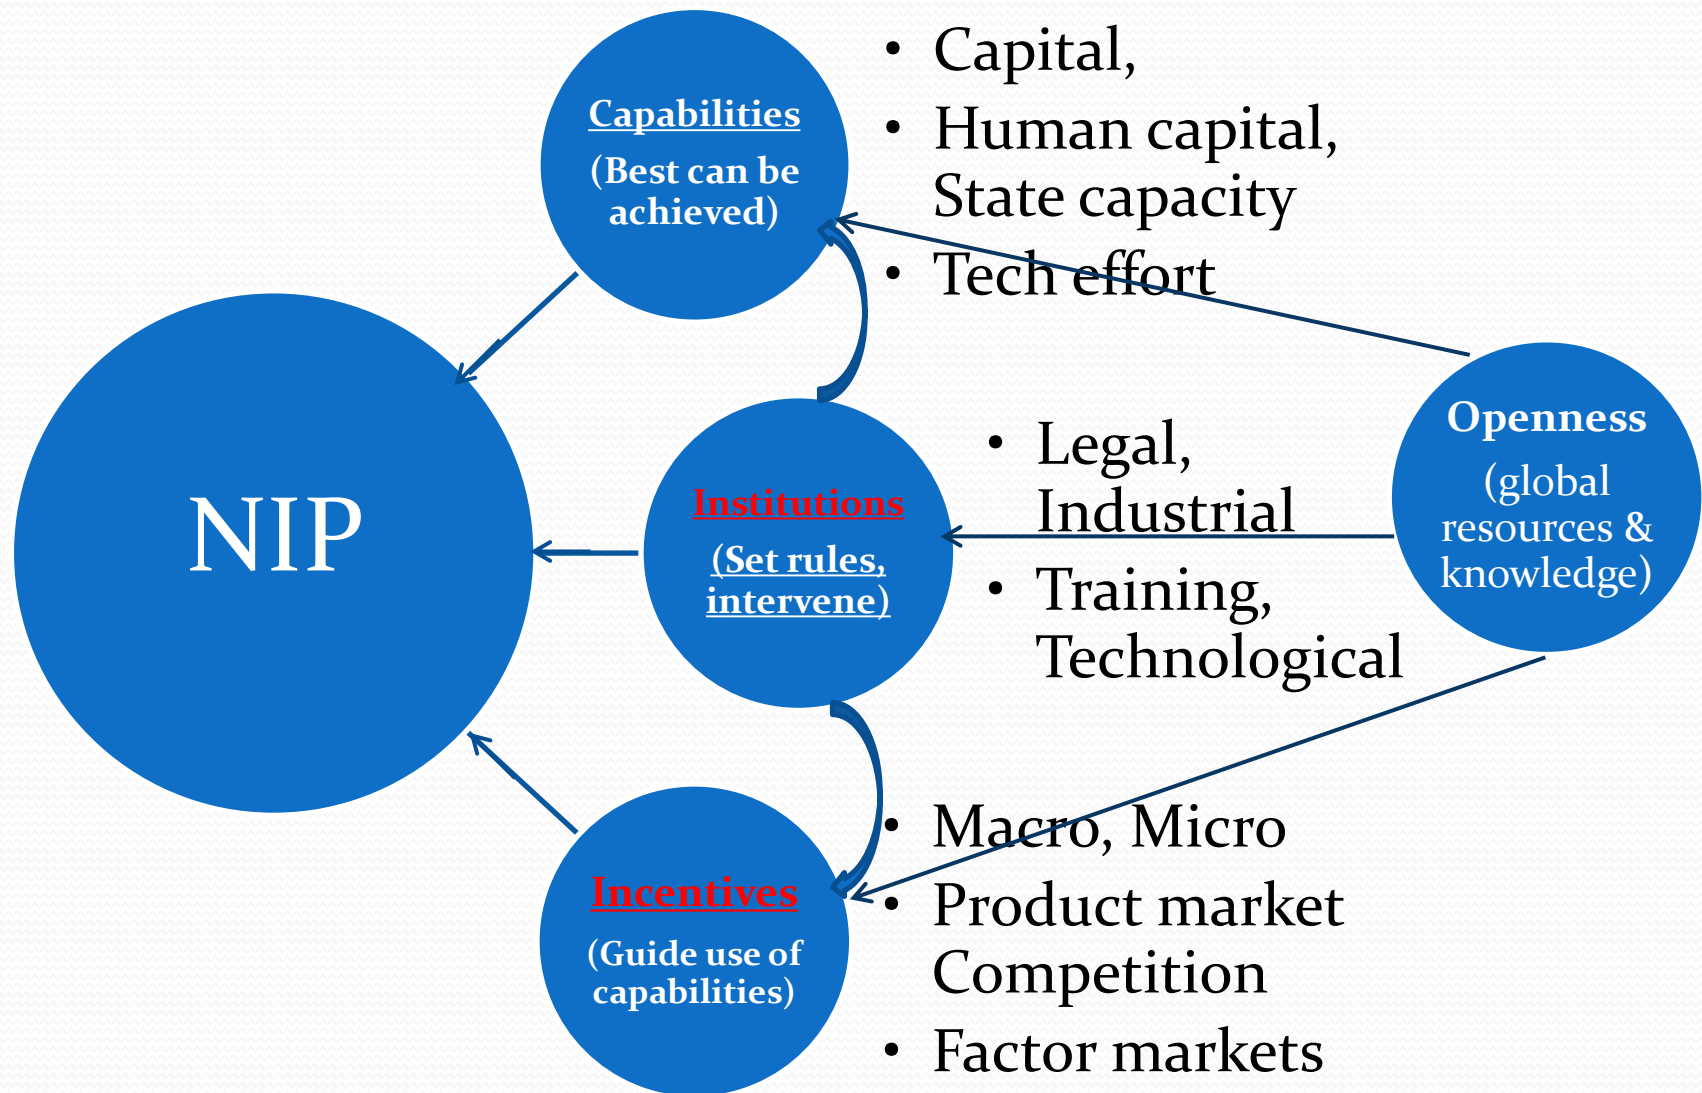 Capabilities
(Best can be
achieved)
• Capital,
• Human capital,
State capacity
• Tech effort
NIP
Institutions
(Set rules,
intervene)
• Legal,
Industrial
• Training,
Technological
Openness
(global
resources &
knowledge)
Incentives
(Guide use of
capabilities)
• Macro, Micro
• Product market
Competition
• Factor markets